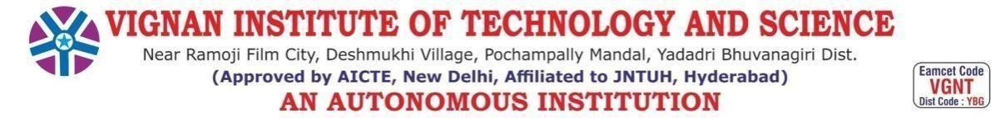 VIGNAN INSTITUTE OF TECHNOLOGY AND SCIENCE
Near Ramoji Film City, Deshmukhi Village, Pochampally Mandal, Yadadri Bhuvanagiri Dist.
(Approved by AICTE, New Delhi, Affiliated to JNTUH, Hyderabad)
AN AUTONOMOUS INSTITUTION
Eamcet Code
VGNT
Dist Code : YBG